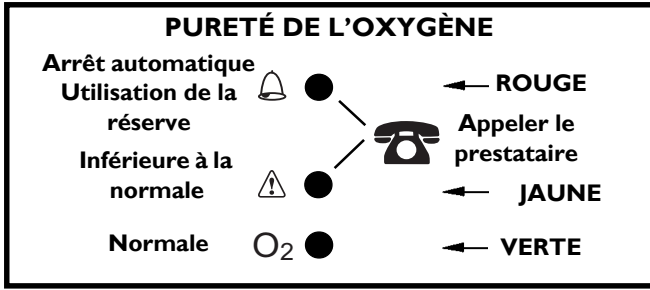 PURETÉ DE L'OXYGÈNE
Arrêt automatique
Utilisation de la
réserve
ROUGE
Appeler le
prestataire
Inférieure à la
normale
JAUNE
Normale
O₂
VERTE